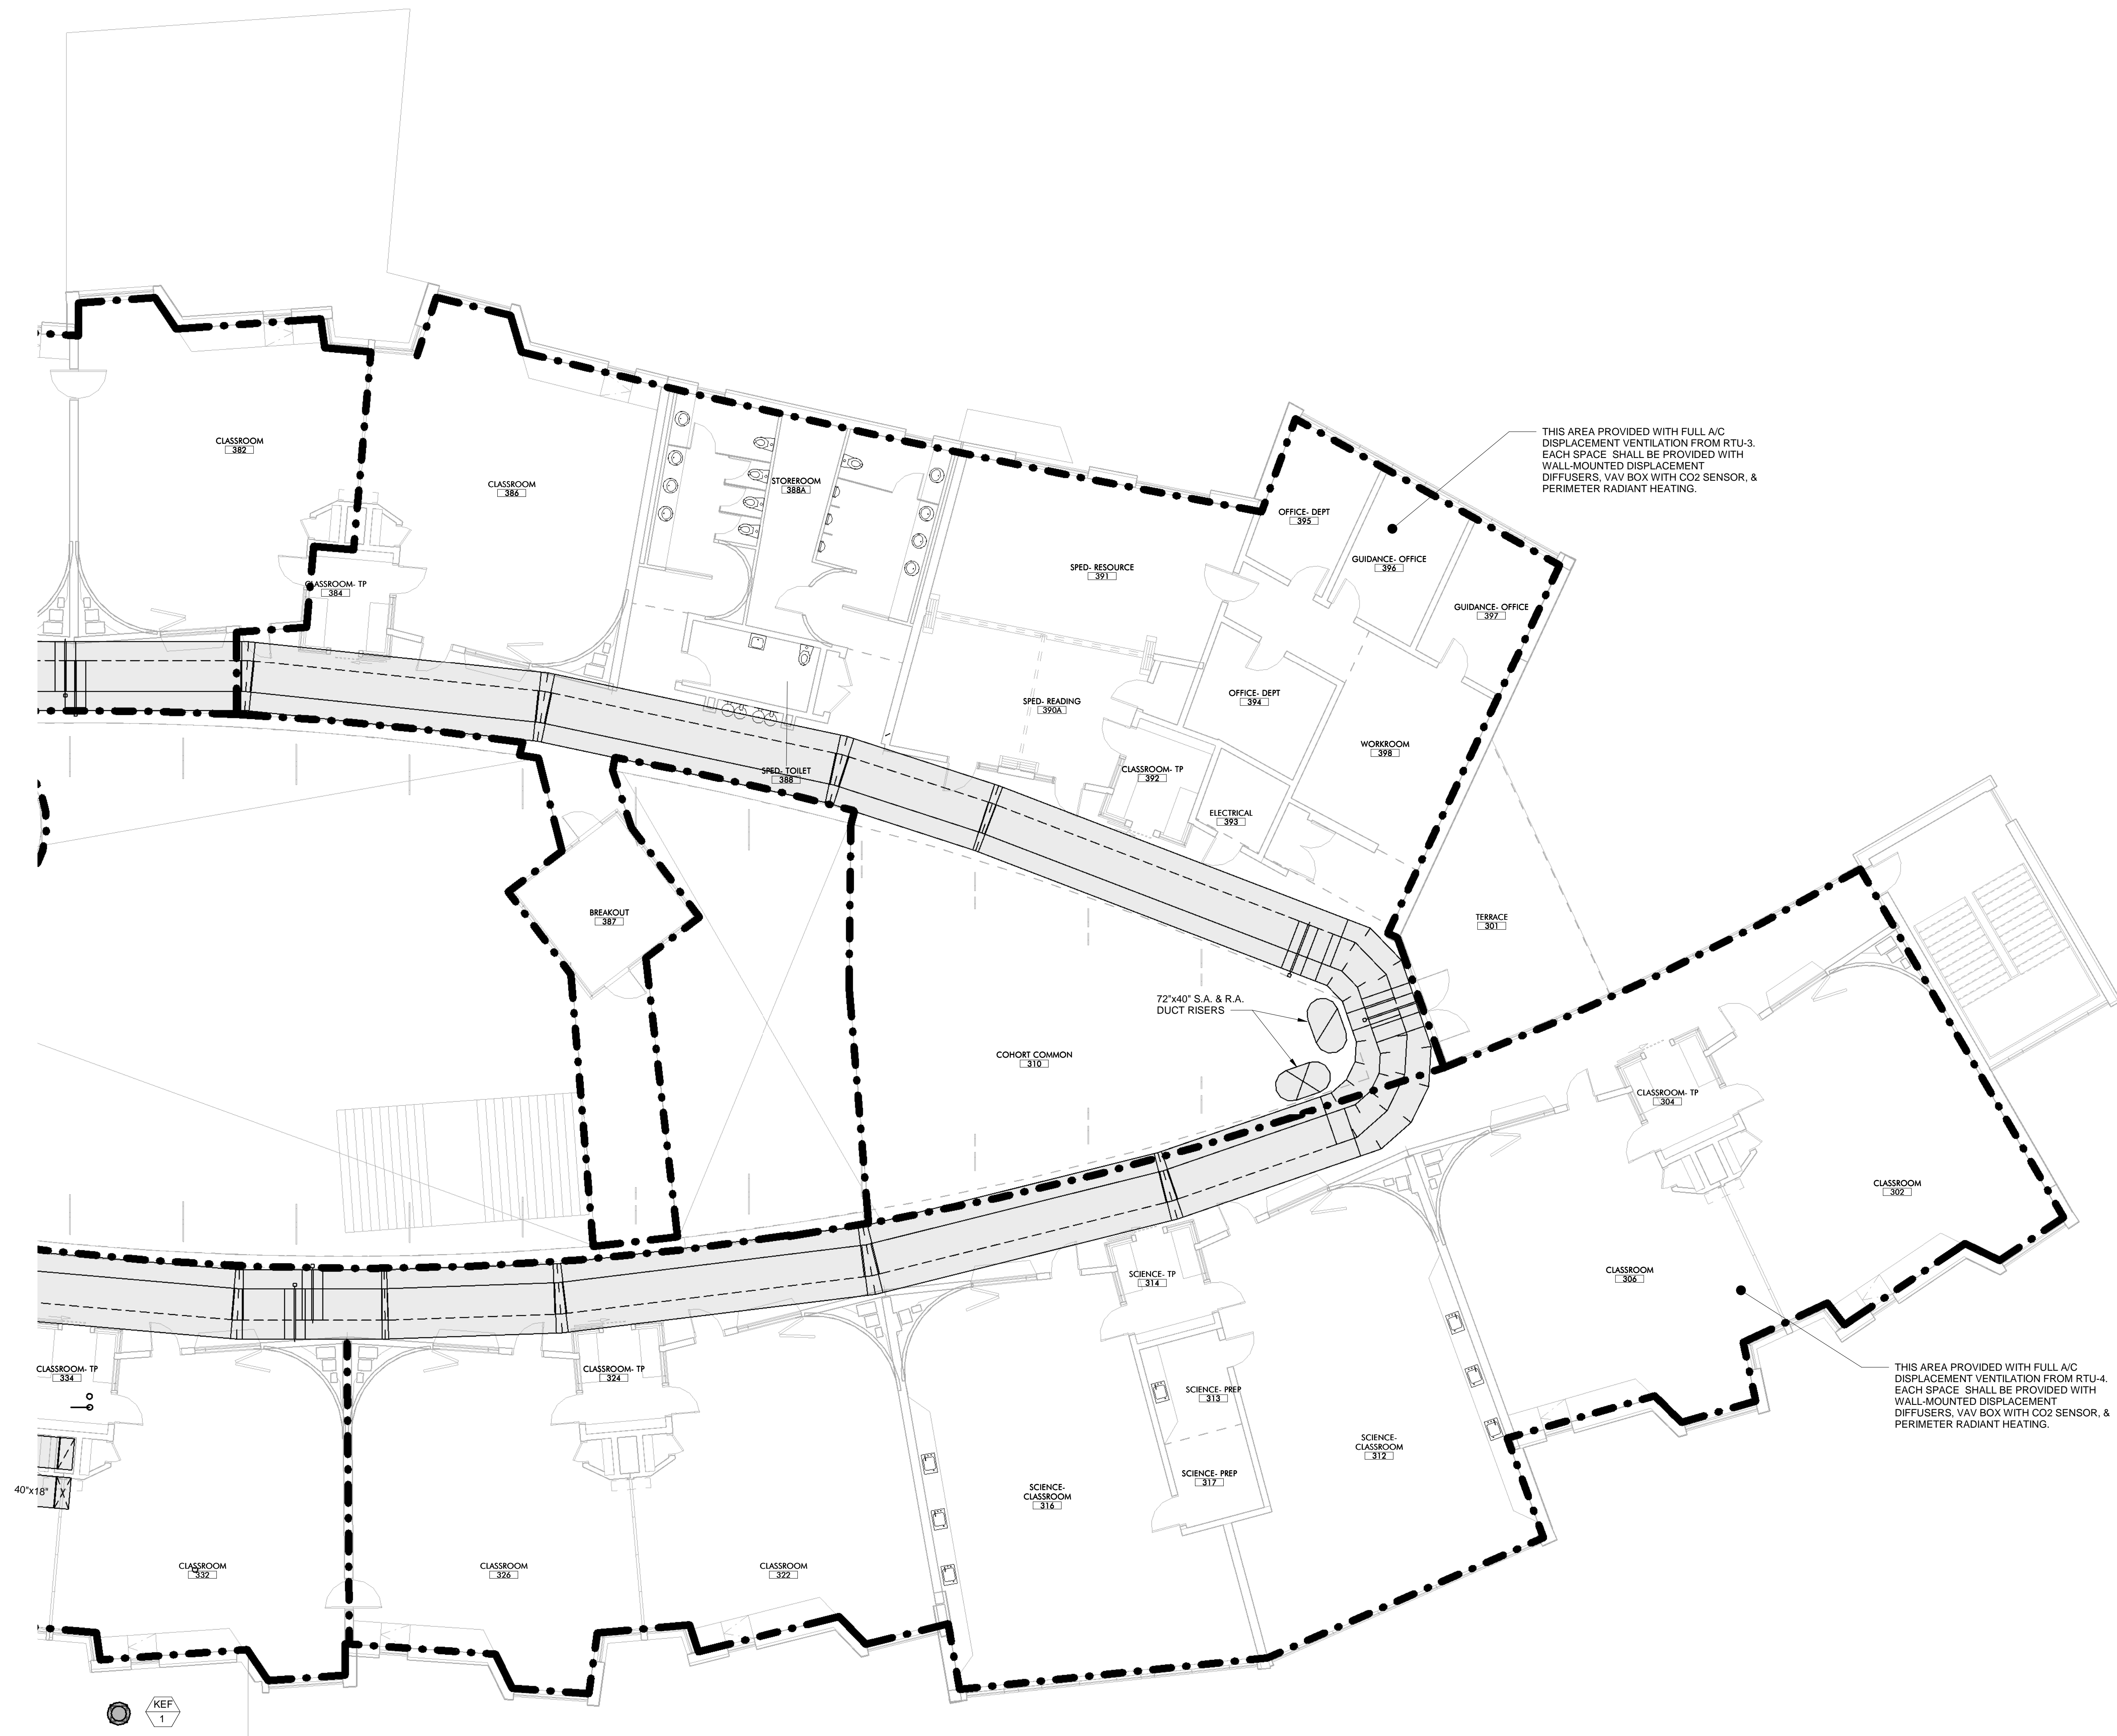 THIS AREA PROVIDED WITH FULL A/C
DISPLACEMENT VENTILATION FROM RTU-3.
EACH SPACE SHALL BE PROVIDED WITH
WALL-MOUNTED DISPLACEMENT
DIFFUSERS, VAV BOX WITH CO2 SENSOR, &
PERIMETER RADIANT HEATING.
CLASSROOM
382
CLASSROOM
386
STOREROOM
388A
OFFICE- DEPT
395
GUIDANCE- OFFICE
396
SPED- RESOURCE
391
CLASSROOM- TP
384
GUIDANCE- OFFICE
397
OFFICE- DEPT
394
SPED- READING
390A
WORKROOM
398
SPED- TOILET
388
CLASSROOM- TP
392
ELECTRICAL
393
BREAKOUT
387
TERRACE
301
72"x40" S.A. & R.A.
DUCT RISERS
COHORT COMMON
310
CLASSROOM- TP
304
CLASSROOM
302
CLASSROOM
306
SCIENCE- TP
314
CLASSROOM- TP
334
CLASSROOM- TP
324
SCIENCE- PREP
313
THIS AREA PROVIDED WITH FULL A/C
DISPLACEMENT VENTILATION FROM RTU-4.
EACH SPACE SHALL BE PROVIDED WITH
WALL-MOUNTED DISPLACEMENT
DIFFUSERS, VAV BOX WITH CO2 SENSOR, &
PERIMETER RADIANT HEATING.
SCIENCE-
CLASSROOM
312
SCIENCE- PREP
317
40"x18"
X
SCIENCE-
CLASSROOM
316
CLASSROOM
332
CLASSROOM
326
CLASSROOM
322
KEF
1